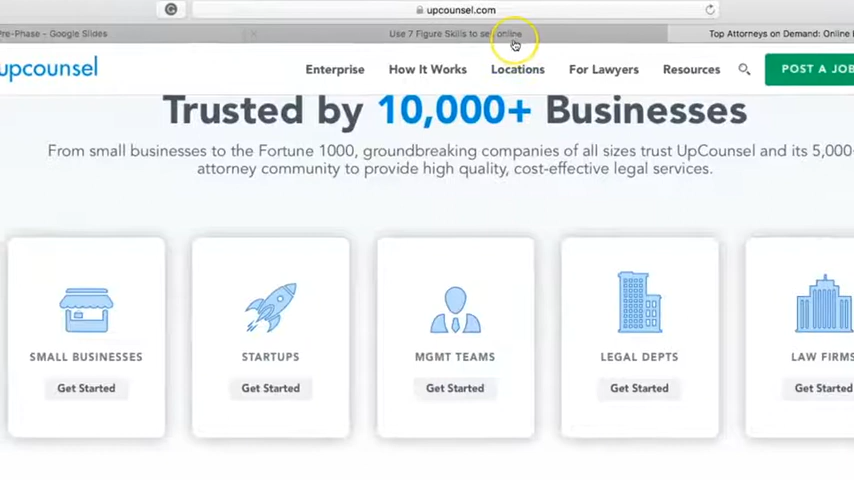 upcounsel.com
Pre-Phase - Google Slides
Use 7 Figure Skills to sell online
Top Attorneys on Demand: Online
upcounsel
Enterprise How It Works Locations For Lawyers Resources
POST A JOB
Trusted by 10,000+ Businesses
From small businesses to the Fortune 1000, groundbreaking companies of all sizes trust UpCounsel and its 5,000+
attorney community to provide high quality, cost-effective legal services.
SMALL BUSINESSES STARTUPS MGMT TEAMS LEGAL DEPTS LAW FIRMS
Get Started Get Started Get Started Get Started Get Started